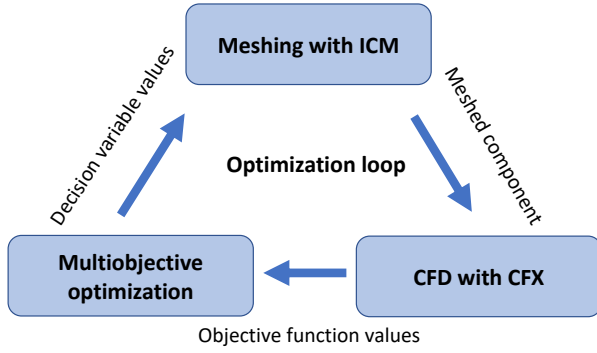 Meshing with ICM
Decision variable values
Meshed component
Optimization loop
Multiobjective
optimization
CFD with CFX
Objective function values